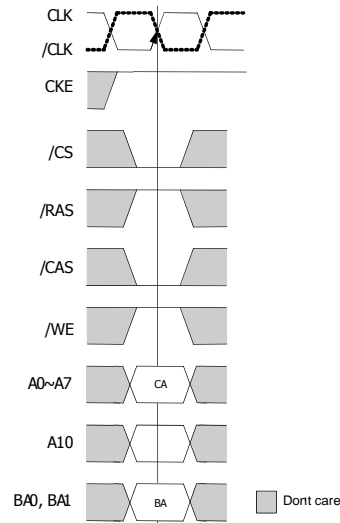 CLK
/CLK
CKE
/CS
/RAS
/CAS
/WE
A0~A7
CA
A10
BA0, BA1
BA
Dont care